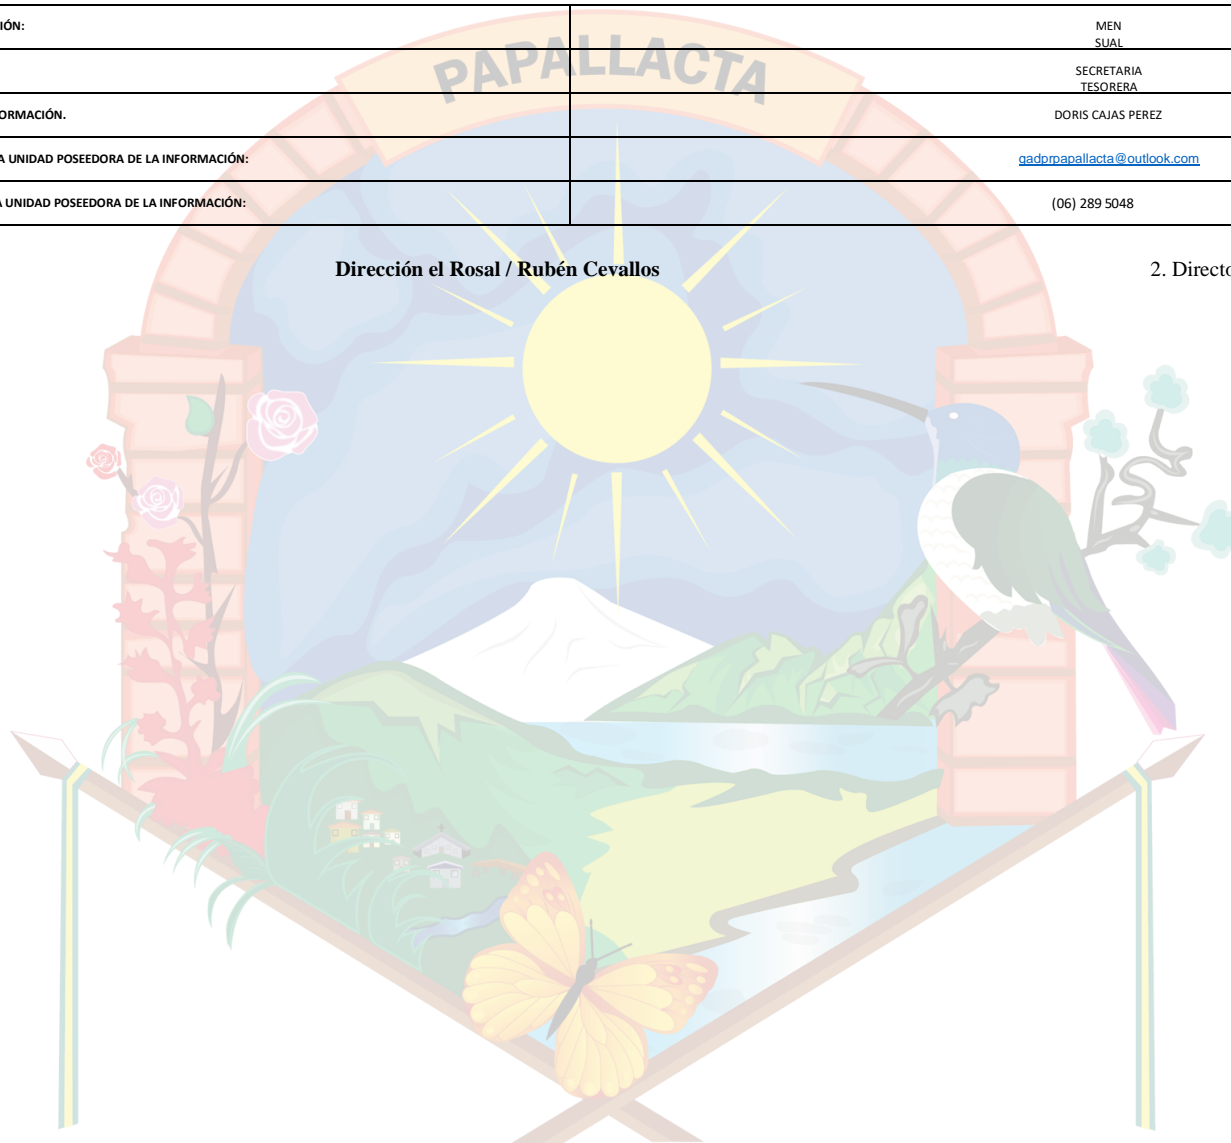 IÓN:
MEN
SUAL
SECRETARIA
TESORERA
ORMACIÓN.
DORIS CAJAS PEREZ
A UNIDAD POSEEDORA DE LA INFORMACIÓN:
gadprpapallacta@outlook.com
A UNIDAD POSEEDORA DE LA INFORMACIÓN:
(06) 289 5048
PAPALLACTA
Dirección el Rosal / Rubén Cevallos
2. Directo